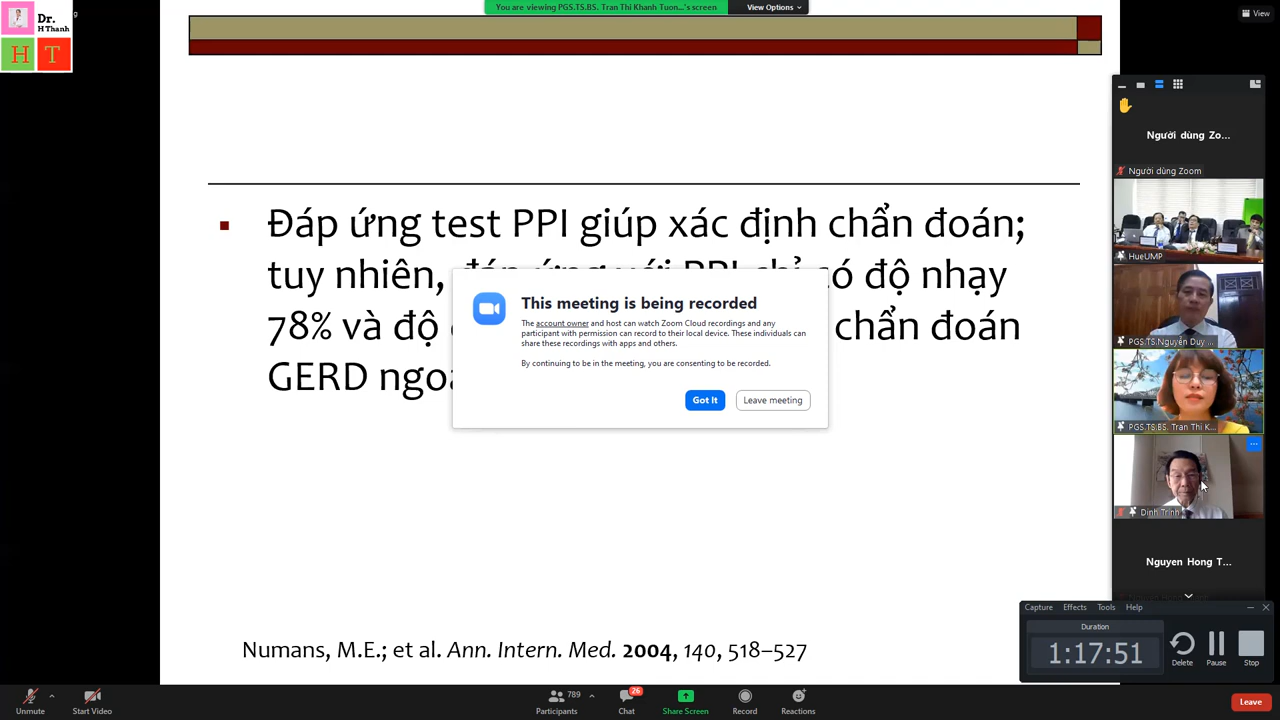 You are viewing PGS.TS.BS. Tran Thi Khanh Tuon...'s screen
View Options
View
Dr.
H Thanh
H T
Người dùng Zo...
Người dùng Zoom
HueUMP
PGS.TS.Nguyễn Duy ...
PGS.TS.BS. Tran Thi K...
Dinh Trinh
Nguyen Hong T...
Đáp ứng test PPI giúp xác định chẩn đoán;
tuy nhiên, đáp ứng với PPI chỉ có độ nhạy
78% và độ chẩn đoán
GERD ngoà
This meeting is being recorded
The account owner and host can watch Zoom Cloud recordings and any
participant with permission can record to their local device. These individuals can
share these recordings with apps and others.
By continuing to be in the meeting, you are consenting to be recorded.
Got It
Leave meeting
Numans, M.E.; et al. Ann. Intern. Med. 2004, 140, 518–527
Capture Effects Tools Help
Duration
1:17:51
Delete Pause Stop
Unmute
Start Video
789
Participants
26
Chat
Share Screen
Record
Reactions
Leave